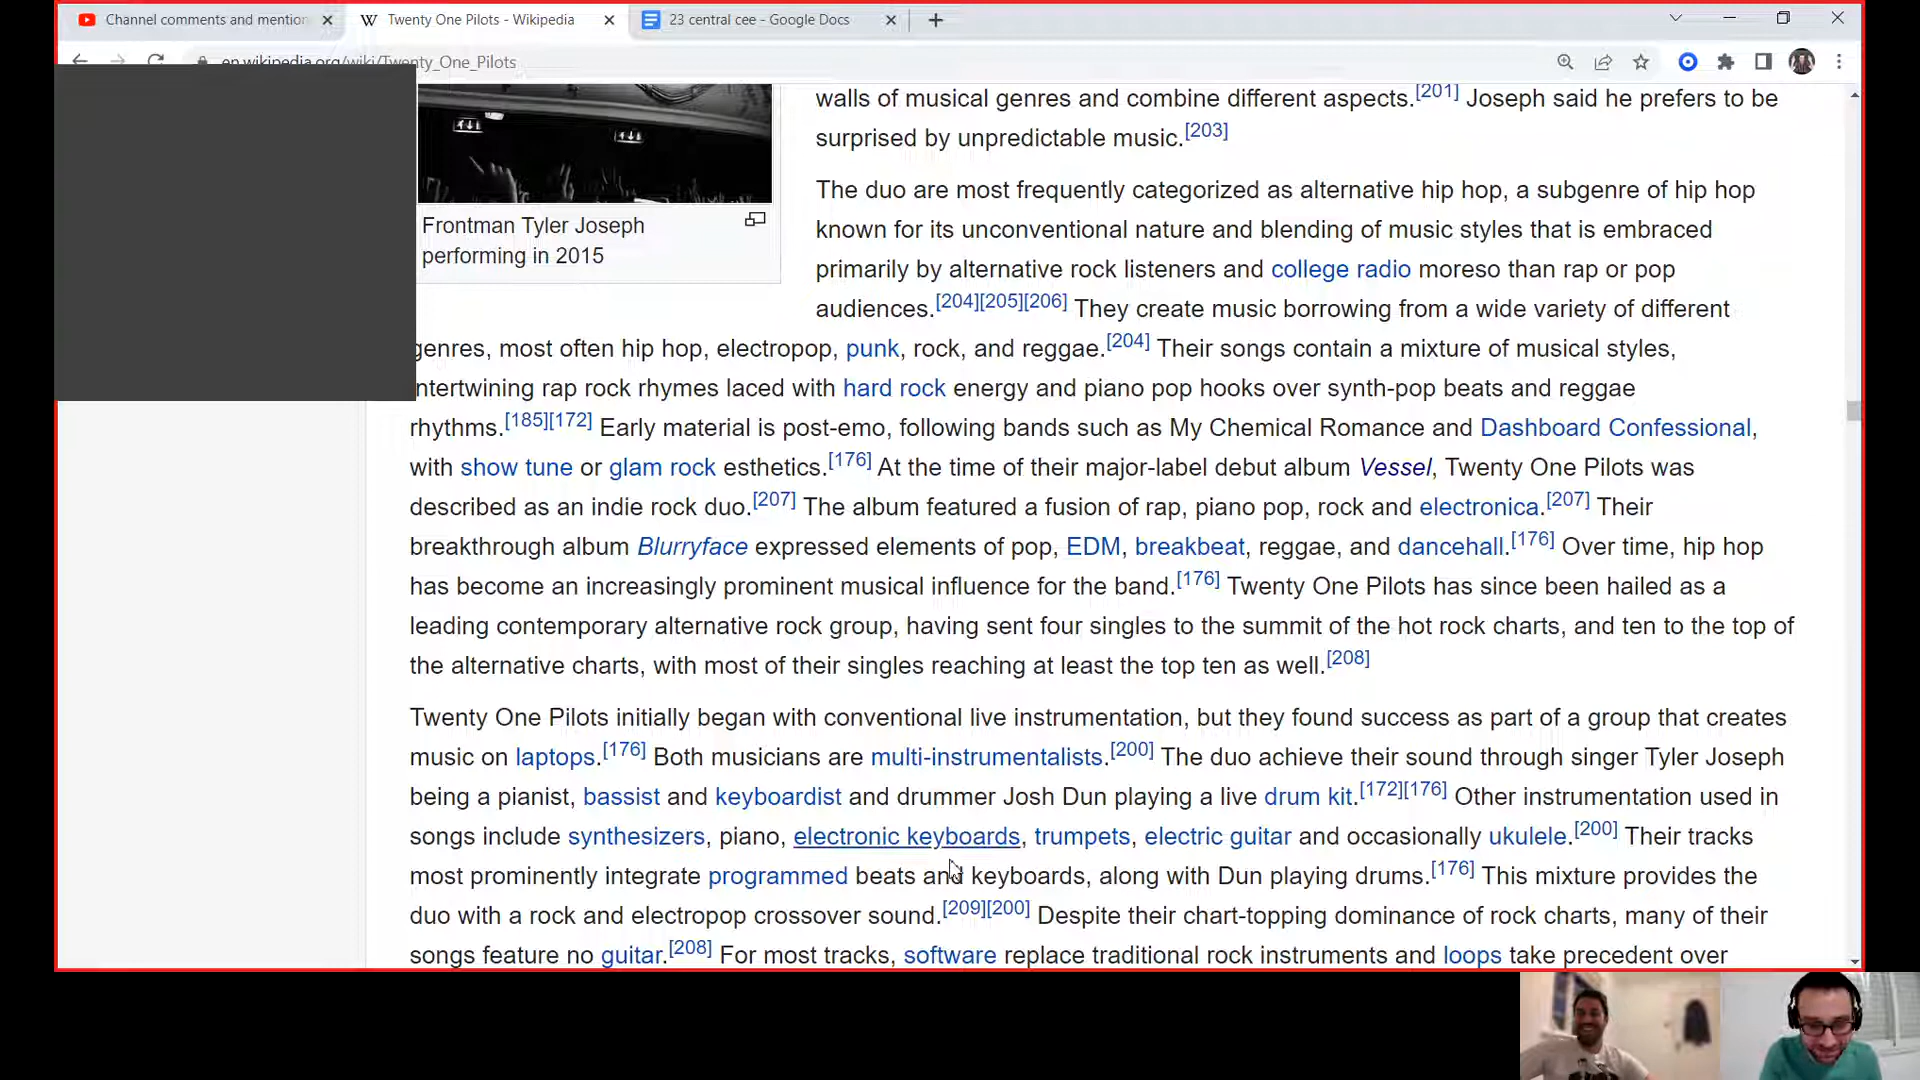 Channel comments and mention
Twenty One Pilots - Wikipedia
23 central cee - Google Docs
en.wikipedia.org/wiki/Twenty_One_Pilots
walls of musical genres and combine different aspects.[201] Joseph said he prefers to be
surprised by unpredictable music.[203]
Frontman Tyler Joseph
performing in 2015
The duo are most frequently categorized as alternative hip hop, a subgenre of hip hop
known for its unconventional nature and blending of music styles that is embraced
primarily by alternative rock listeners and college radio moreso than rap or pop
audiences.[204][205][206] They create music borrowing from a wide variety of different
genres, most often hip hop, electropop, punk, rock, and reggae.[204] Their songs contain a mixture of musical styles,
ntertwining rap rock rhymes laced with hard rock energy and piano pop hooks over synth-pop beats and reggae
rhythms.[185][172] Early material is post-emo, following bands such as My Chemical Romance and Dashboard Confessional,
with show tune or glam rock esthetics.[176] At the time of their major-label debut album Vessel, Twenty One Pilots was
described as an indie rock duo.[207] The album featured a fusion of rap, piano pop, rock and electronica.[207] Their
breakthrough album Blurryface expressed elements of pop, EDM, breakbeat, reggae, and dancehall.[176] Over time, hip hop
has become an increasingly prominent musical influence for the band.[176] Twenty One Pilots has since been hailed as a
leading contemporary alternative rock group, having sent four singles to the summit of the hot rock charts, and ten to the top of
the alternative charts, with most of their singles reaching at least the top ten as well.[208]
Twenty One Pilots initially began with conventional live instrumentation, but they found success as part of a group that creates
music on laptops.[176] Both musicians are multi-instrumentalists.[200] The duo achieve their sound through singer Tyler Joseph
being a pianist, bassist and keyboardist and drummer Josh Dun playing a live drum kit.[172][176] Other instrumentation used in
songs include synthesizers, piano, electronic keyboards, trumpets, electric guitar and occasionally ukulele.[200] Their tracks
most prominently integrate programmed beats and keyboards, along with Dun playing drums.[176] This mixture provides the
duo with a rock and electropop crossover sound.[209][200] Despite their chart-topping dominance of rock charts, many of their
songs feature no guitar.[208] For most tracks, software replace traditional rock instruments and loops take precedent over